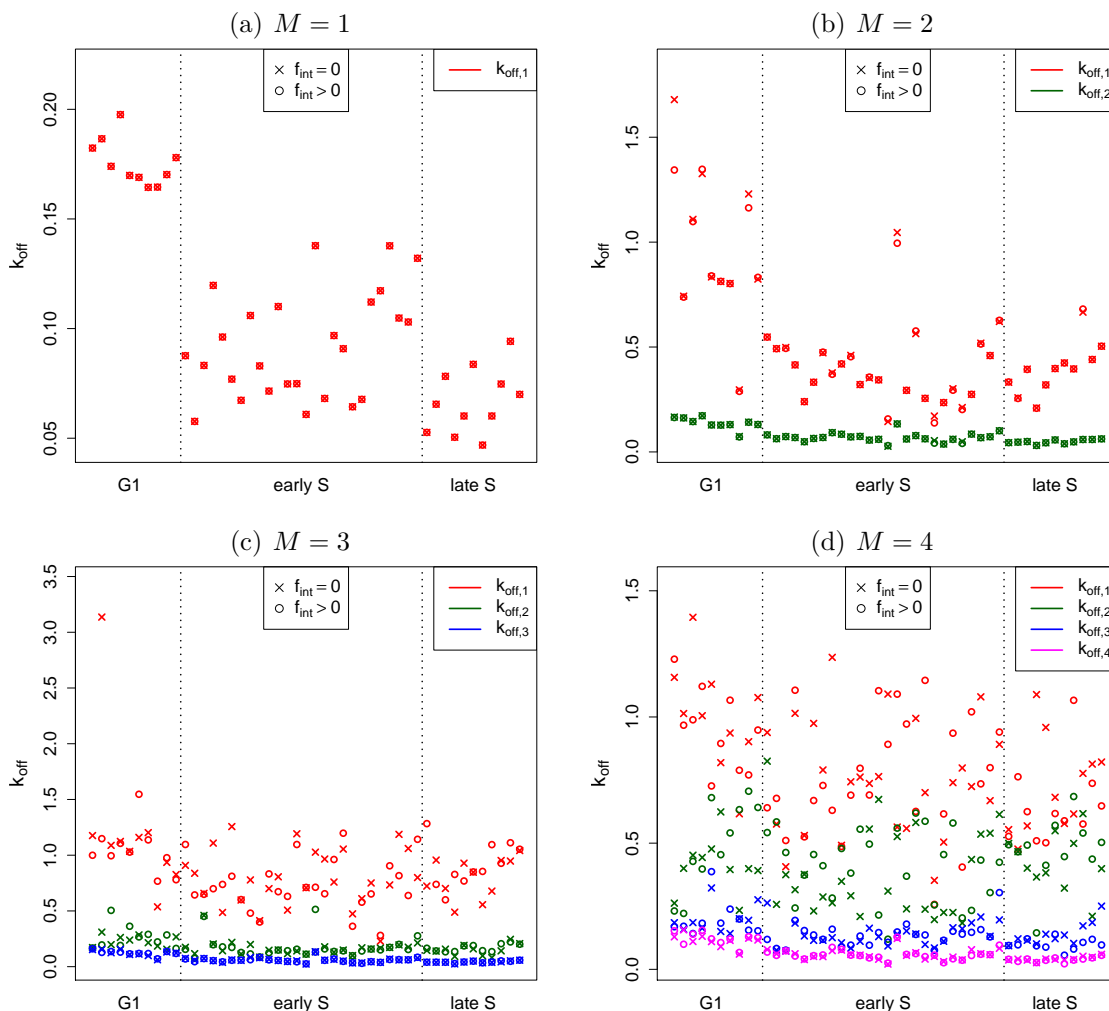 (a) M = 1
× f_int = 0
○ f_int > 0
k_off,1
k_off
0.20
0.15
0.10
0.05
G1
early S
late S
(b) M = 2
× f_int = 0
○ f_int > 0
k_off,1
k_off,2
k_off
1.5
1.0
0.5
0.0
G1
early S
late S
(c) M = 3
× f_int = 0
○ f_int > 0
k_off,1
k_off,2
k_off,3
k_off
3.5
3.0
2.5
2.0
1.5
1.0
0.5
0.0
G1
early S
late S
(d) M = 4
× f_int = 0
○ f_int > 0
k_off,1
k_off,2
k_off,3
k_off,4
k_off
1.5
1.0
0.5
0.0
G1
early S
late S